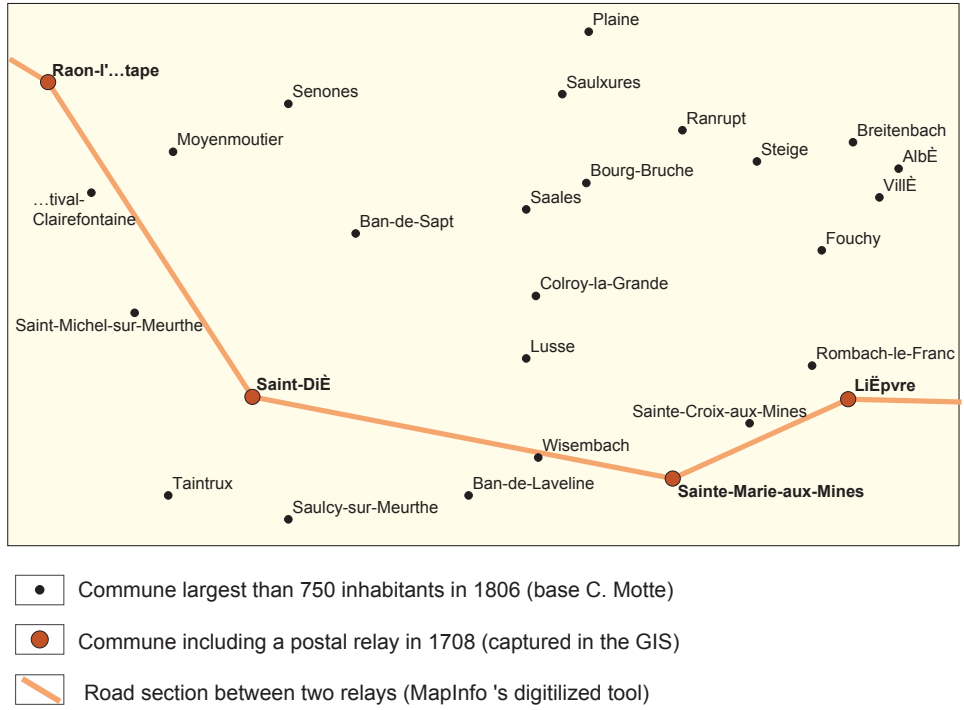 Plaine
Raon-l'...tape
Saulxures
Senones
Ranrupt
Breitenbach
Moyenmoutier
Steige
AlbÈ
Bourg-Bruche
VillÈ
...tival-
Clairefontaine
Saales
Ban-de-Sapt
Fouchy
Colroy-la-Grande
Saint-Michel-sur-Meurthe
Lusse
Rombach-le-Franc
Saint-DiÈ
LiËpvre
Sainte-Croix-aux-Mines
Wisembach
Taintrux
Ban-de-Laveline
Sainte-Marie-aux-Mines
Saulcy-sur-Meurthe
Commune largest than 750 inhabitants in 1806 (base C. Motte)
Commune including a postal relay in 1708 (captured in the GIS)
Road section between two relays (MapInfo 's digitilized tool)